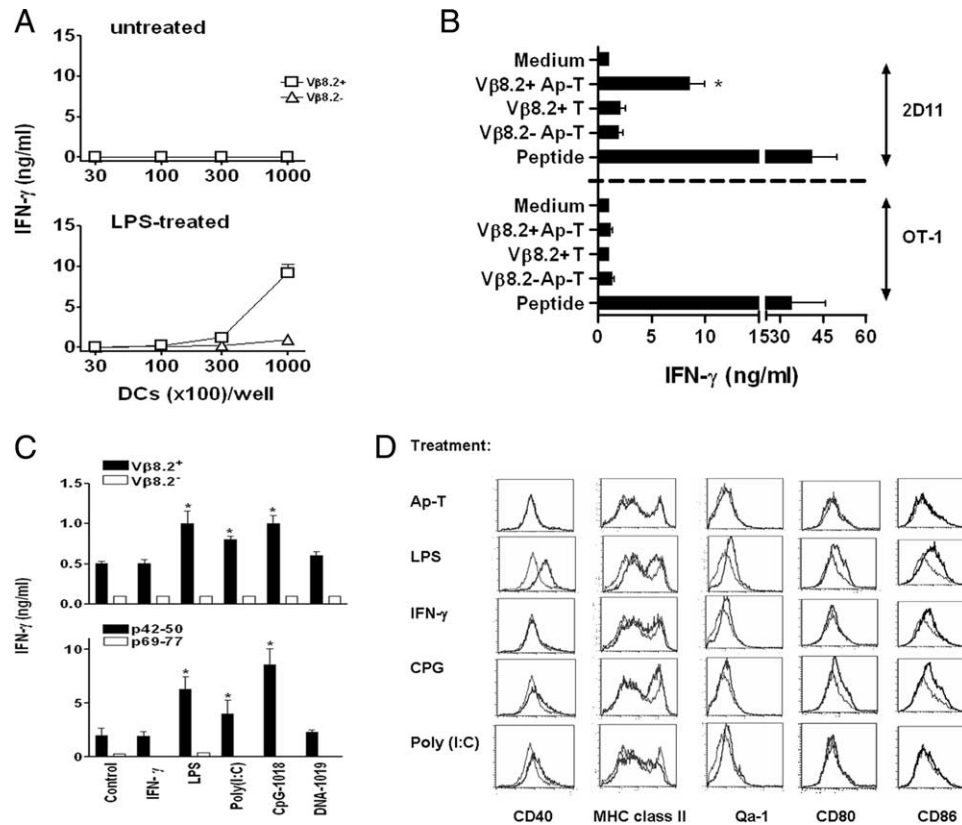 A
untreated
15
10
5
0
Vβ8.2+
Vβ8.2-
30 100 300 1000
IFN-γ (ng/ml)
LPS-treated
15
10
5
0
30 100 300 1000
DCs (x100)/well
B
Medium
Vβ8.2+ Ap-T
*
Vβ8.2+ T
Vβ8.2- Ap-T
Peptide
2D11
Medium
Vβ8.2+ Ap-T
Vβ8.2+ T
Vβ8.2- Ap-T
Peptide
OT-1
0 5 10 15 30 45 60
IFN-γ (ng/ml)
C
Vβ8.2+
Vβ8.2-
1.5
1.0
0.5
0.0
* * *
IFN-γ (ng/ml)
p42-50
p69-77
10
5
0
* * *
Control
IFN-γ
LPS
Poly(I:C)
CpG-1018
DNA-1019
D
Treatment:
Ap-T
LPS
IFN-γ
CPG
Poly (I:C)
CD40 MHC class II Qa-1 CD80 CD86